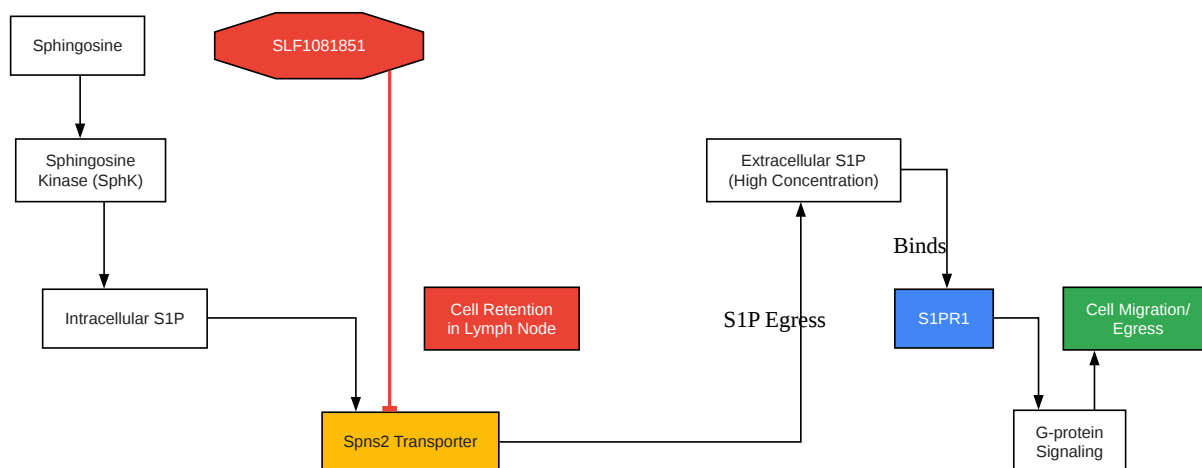 Sphingosine
SLF1081851
Sphingosine
Kinase (SphK)
Extracellular S1P
(High Concentration)
Binds
Intracellular S1P
Cell Retention
in Lymph Node
S1P Egress
S1PR1
Cell Migration/
Egress
Spns2 Transporter
G-protein
Signaling